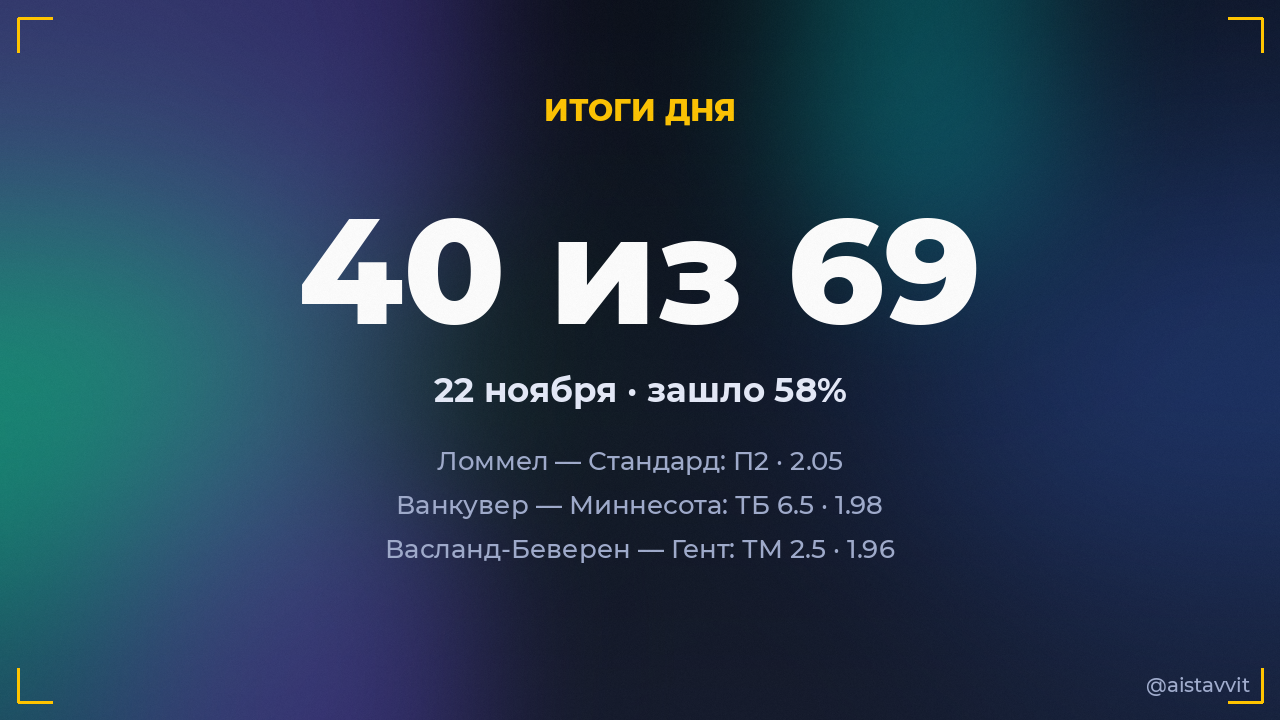 ИТОГИ ДНЯ
40 из 69
22 ноября · зашло 58%
Ломмел — Стандард: П2 · 2.05
Ванкувер — Миннесота: ТБ 6.5 · 1.98
Васланд-Беверен — Гент: ТМ 2.5 · 1.96
@aistavvit